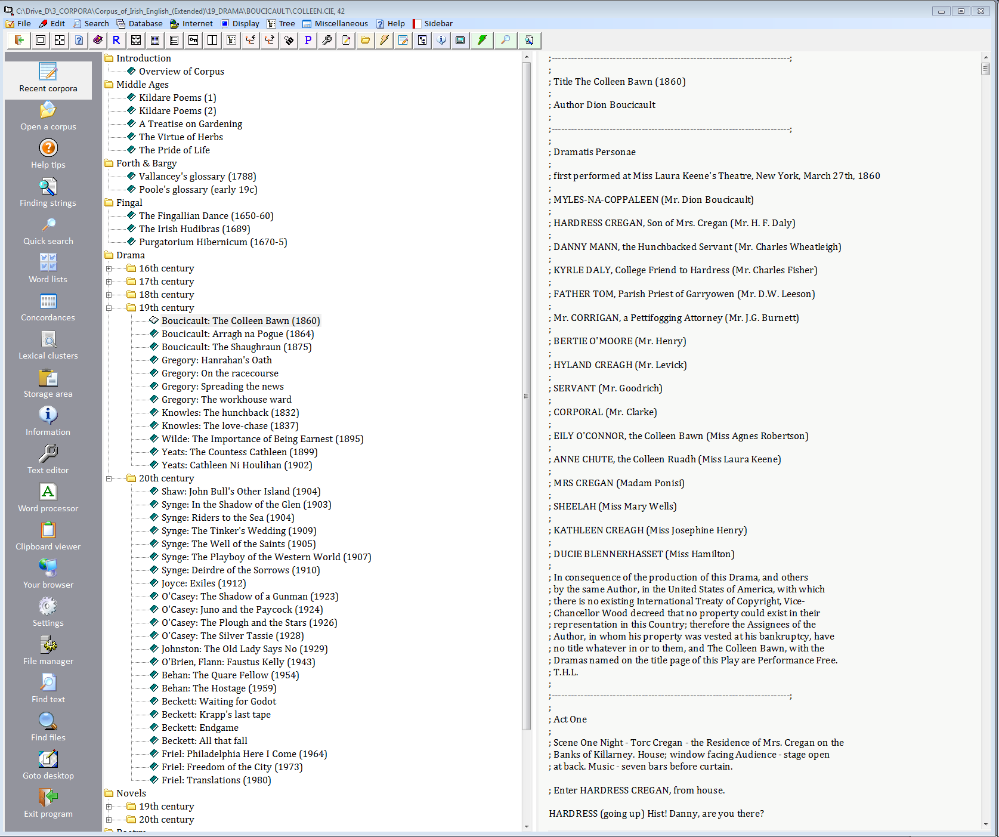 C:\Drive_D\3_CORPORA\Corpus_of_Irish_English_(Extended)\19_DRAMA\BOUCICAULT\COLLEEN.CIE, 42
File Edit Search Database Internet Display Tree Miscellaneous Help Sidebar
R P
Recent corpora
Open a corpus
Help tips
Finding strings
Quick search
Word lists
Concordances
Lexical clusters
Storage area
Information
Text editor
Word processor
Clipboard viewer
Your browser
Settings
File manager
Find text
Find files
Goto desktop
Exit program
Introduction
Overview of Corpus
Middle Ages
Kildare Poems (1)
Kildare Poems (2)
A Treatise on Gardening
The Virtue of Herbs
The Pride of Life
Forth & Bargy
Vallancey's glossary (1788)
Poole's glossary (early 19c)
Fingal
The Fingallian Dance (1650-60)
The Irish Hudibras (1689)
Purgatorium Hibernicum (1670-5)
Drama
16th century
17th century
18th century
19th century
Boucicault: The Colleen Bawn (1860)
Boucicault: Arragh na Pogue (1864)
Boucicault: The Shaughraun (1875)
Gregory: Hanrahan's Oath
Gregory: On the racecourse
Gregory: Spreading the news
Gregory: The workhouse ward
Knowles: The hunchback (1832)
Knowles: The love-chase (1837)
Wilde: The Importance of Being Earnest (1895)
Yeats: The Countess Cathleen (1899)
Yeats: Cathleen Ni Houlihan (1902)
20th century
Shaw: John Bull's Other Island (1904)
Synge: In the Shadow of the Glen (1903)
Synge: Riders to the Sea (1904)
Synge: The Tinker's Wedding (1909)
Synge: The Well of the Saints (1905)
Synge: The Playboy of the Western World (1907)
Synge: Deirdre of the Sorrows (1910)
Joyce: Exiles (1912)
O'Casey: The Shadow of a Gunman (1923)
O'Casey: Juno and the Paycock (1924)
O'Casey: The Plough and the Stars (1926)
O'Casey: The Silver Tassie (1928)
Johnston: The Old Lady Says No (1929)
O'Brien, Flann: Faustus Kelly (1943)
Behan: The Quare Fellow (1954)
Behan: The Hostage (1959)
Beckett: Waiting for Godot
Beckett: Krapp's last tape
Beckett: Endgame
Beckett: All that fall
Friel: Philadelphia Here I Come (1964)
Friel: Freedom of the City (1973)
Friel: Translations (1980)
Novels
19th century
20th century
;--------------------------------------------------------------------------;
;
; Title The Colleen Bawn (1860)
;
; Author Dion Boucicault
;
;--------------------------------------------------------------------------;
;
; Dramatis Personae
;
; first performed at Miss Laura Keene's Theatre, New York, March 27th, 1860
;
; MYLES-NA-COPPALEEN (Mr. Dion Boucicault)
;
; HARDRESS CREGAN, Son of Mrs. Cregan (Mr. H. F. Daly)
;
; DANNY MANN, the Hunchbacked Servant (Mr. Charles Wheatleigh)
;
; KYRLE DALY, College Friend to Hardress (Mr. Charles Fisher)
;
; FATHER TOM, Parish Priest of Garryowen (Mr. D.W. Leeson)
;
; Mr. CORRIGAN, a Pettifogging Attorney (Mr. J.G. Burnett)
;
; BERTIE O'MOORE (Mr. Henry)
;
; HYLAND CREAGH (Mr. Levick)
;
; SERVANT (Mr. Goodrich)
;
; CORPORAL (Mr. Clarke)
;
; EILY O'CONNOR, the Colleen Bawn (Miss Agnes Robertson)
;
; ANNE CHUTE, the Colleen Ruadh (Miss Laura Keene)
;
; MRS CREGAN (Madam Ponisi)
;
; SHEELAH (Miss Mary Wells)
;
; KATHLEEN CREAGH (Miss Josephine Henry)
;
; DUCIE BLENNERHASSET (Miss Hamilton)
;
; In consequence of the production of this Drama, and others
; by the same Author, in the United States of America, with which
; there is no existing International Treaty of Copyright, Vice-
; Chancellor Wood decreed that no property could exist in their
; representation in this Country; therefore the Assignees of the
; Author, in whom his property was vested at his bankruptcy, have
; no title whatever in or to them, and The Colleen Bawn, with the
; Dramas named on the title page of this Play are Performance Free.
; T.H.L.
;
;--------------------------------------------------------------------------;
;
; Act One
;
; Scene One Night - Torc Cregan - the Residence of Mrs. Cregan on the
; Banks of Killarney. House; window facing Audience - stage open
; at back. Music - seven bars before curtain.

; Enter HARDRESS CREGAN, from house.

HARDRESS (going up) Hist! Danny, are you there?